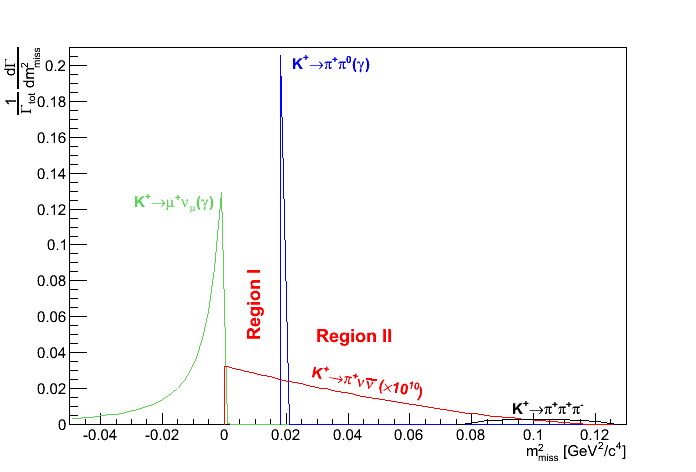 1 dΓ
Γtot dm²miss
0.2
0.18
0.16
0.14
0.12
0.1
0.08
0.06
0.04
0.02
0
K⁺→π⁺π⁰(γ)
K⁺→μ⁺νμ(γ)
Region I
Region II
K⁺→π⁺νν̅ (×10¹⁰)
K⁺→π⁺π⁺π⁻
-0.04 -0.02 0 0.02 0.04 0.06 0.08 0.1 0.12
m²miss [GeV²/c⁴]